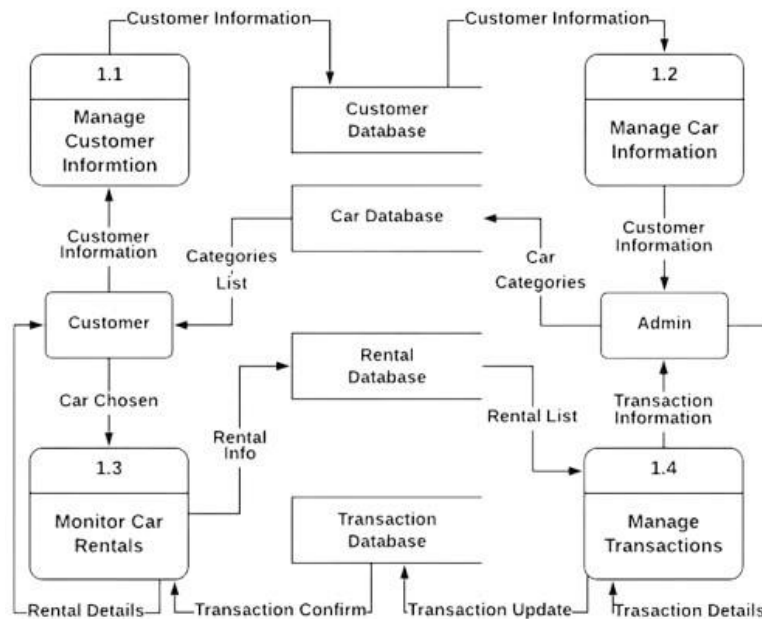 Customer Information
Customer Information
1.1
Manage
Customer
Informtion
Customer
Database
1.2
Manage Car
Information
Car Database
Customer
Information
Categories
List
Car
Categories
Customer
Information
Customer
Admin
Rental
Database
Car Chosen
Rental
Info
Rental List
Transaction
Information
1.3
Monitor Car
Rentals
Transaction
Database
1.4
Manage
Transactions
Rental Details
Transaction Confirm
Transaction Update
Trasaction Details